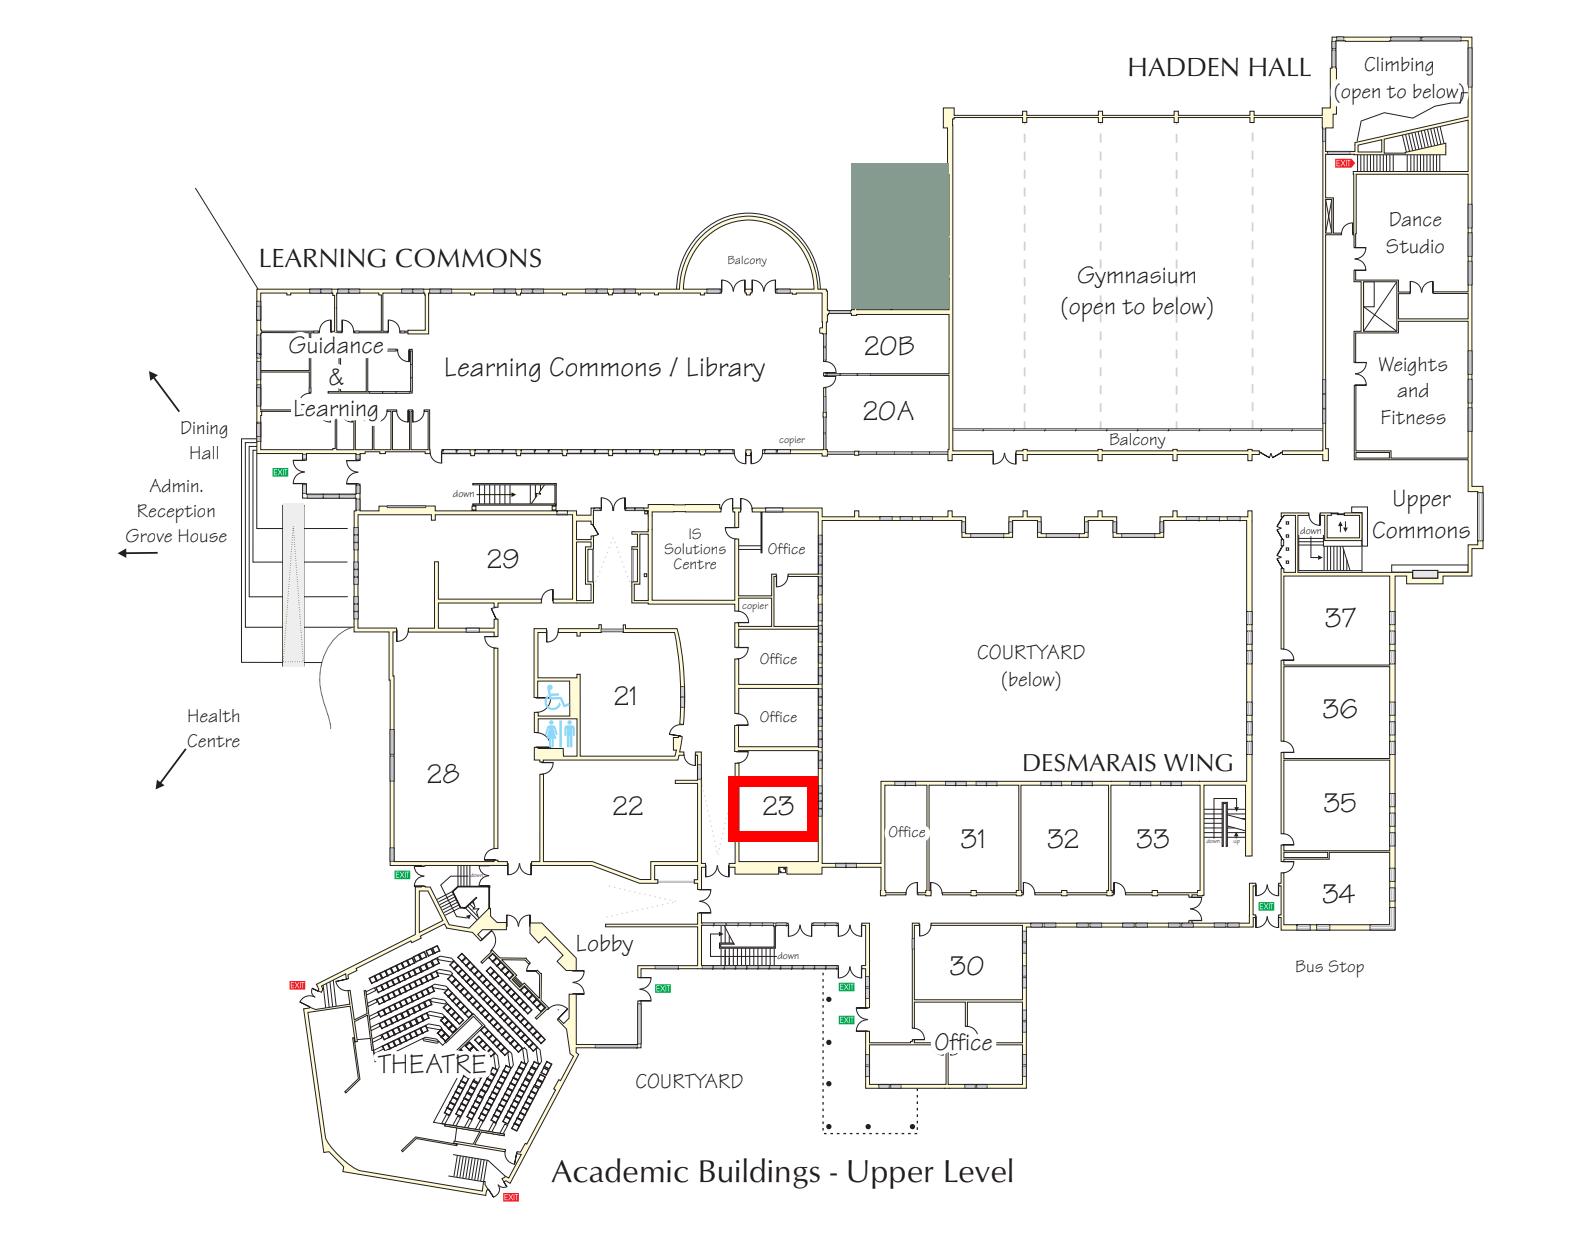 HADDEN HALL
Climbing
(open to below)
EXIT
Dance
Studio
LEARNING COMMONS
Balcony
Gymnasium
(open to below)
Guidance
&
Learning
Learning Commons / Library
20B
20A
Weights
and
Fitness
copier
Balcony
Dining
Hall
EXIT
Admin.
Reception
Grove House
down
Upper
Commons
down
29
IS
Solutions
Centre
Office
copier
37
Office
COURTYARD
(below)
21
36
Office
Health
Centre
DESMARAIS WING
28
22
23
35
Office
31
32
33
down
up
EXIT
down
34
EXIT
Lobby
down
30
Bus Stop
EXIT
EXIT
EXIT
EXIT
Office
THEATRE
COURTYARD
Academic Buildings - Upper Level
EXIT